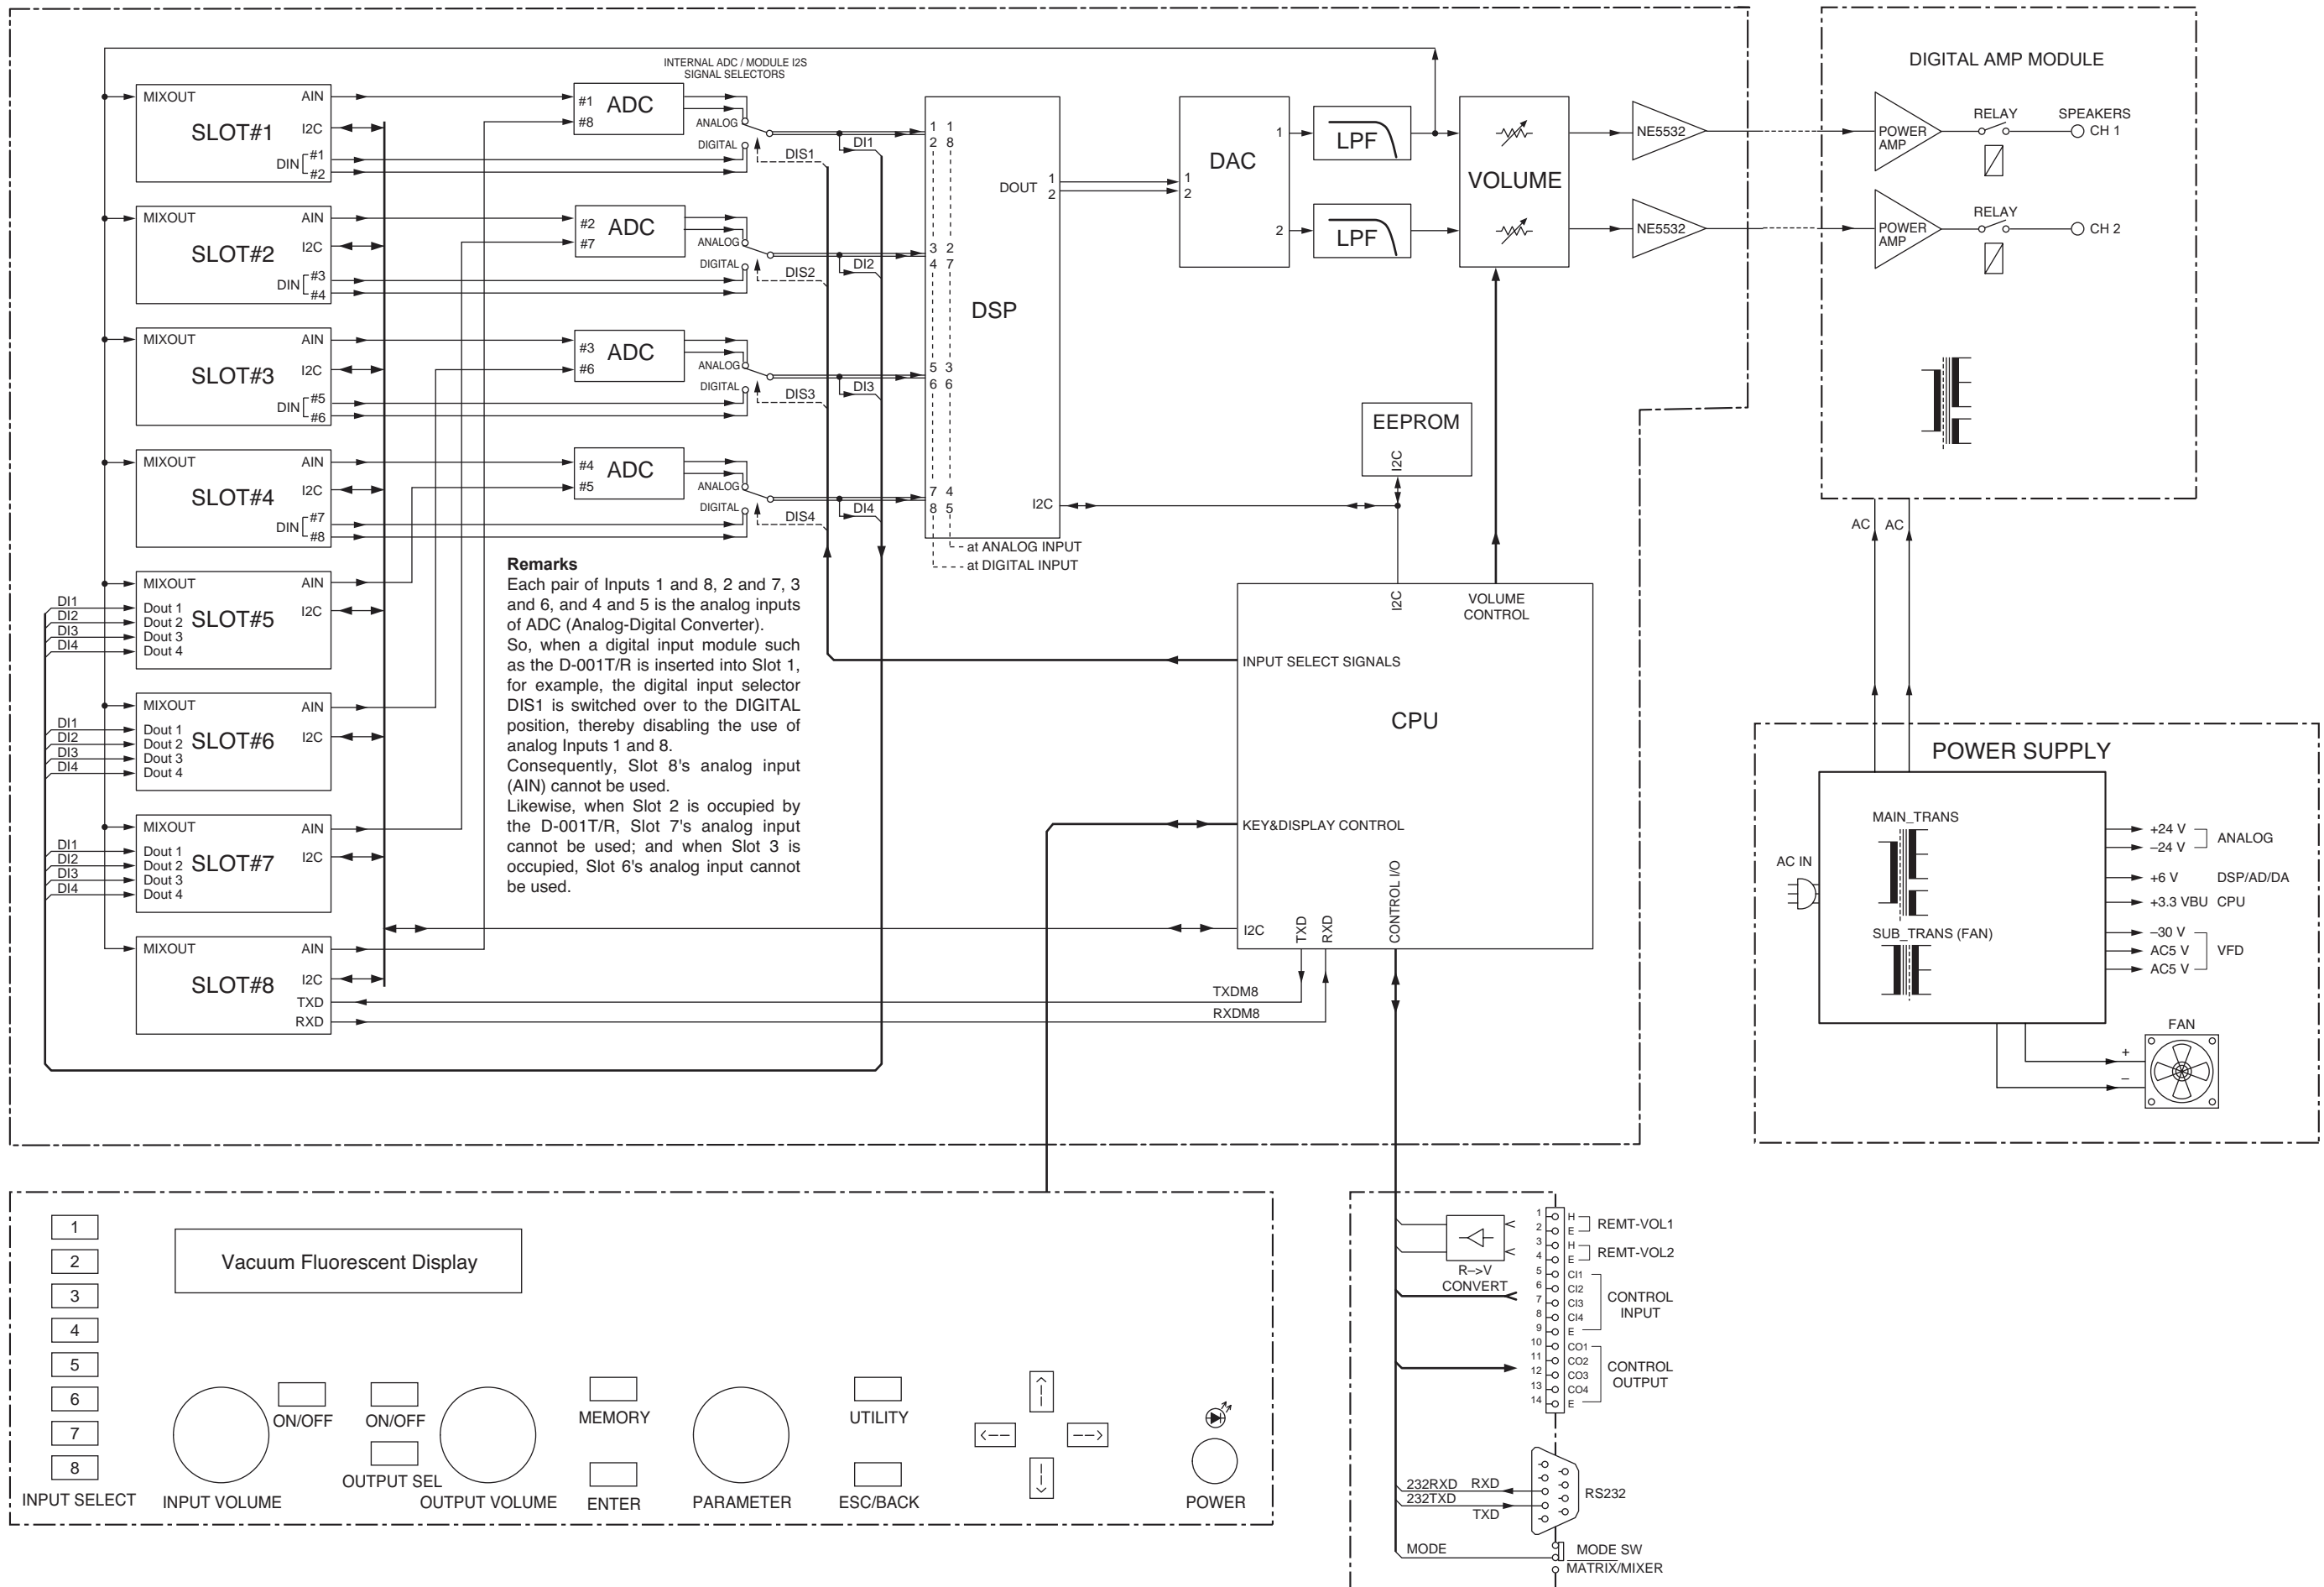 INTERNAL ADC / MODULE I2S
SIGNAL SELECTORS
MIXOUT AIN
SLOT#1
I2C
DIN #1
#2
#1 ADC
#8
ANALOG
DIGITAL
DIS1
DI1
MIXOUT AIN
SLOT#2
I2C
DIN #3
#4
#2 ADC
#7
ANALOG
DIGITAL
DIS2
DI2
MIXOUT AIN
SLOT#3
I2C
DIN #5
#6
#3 ADC
#6
ANALOG
DIGITAL
DIS3
DI3
MIXOUT AIN
SLOT#4
I2C
DIN #7
#8
#4 ADC
#5
ANALOG
DIGITAL
DIS4
DI4
MIXOUT AIN
SLOT#5
I2C
DI1 Dout 1
DI2 Dout 2
DI3 Dout 3
DI4 Dout 4
MIXOUT AIN
SLOT#6
I2C
DI1 Dout 1
DI2 Dout 2
DI3 Dout 3
DI4 Dout 4
MIXOUT AIN
SLOT#7
I2C
DI1 Dout 1
DI2 Dout 2
DI3 Dout 3
DI4 Dout 4
MIXOUT AIN
SLOT#8
I2C
TXD
RXD
1 1
2 8
3 2
4 7
5 3
6 6
7 4
8 5
DSP
DOUT 1
2
I2C
at ANALOG INPUT
at DIGITAL INPUT
1
2
DAC
1
2
LPF
LPF
VOLUME
NE5532
NE5532
EEPROM
I2C
Remarks
Each pair of Inputs 1 and 8, 2 and 7, 3
and 6, and 4 and 5 is the analog inputs
of ADC (Analog-Digital Converter).
So, when a digital input module such
as the D-001T/R is inserted into Slot 1,
for example, the digital input selector
DIS1 is switched over to the DIGITAL
position, thereby disabling the use of
analog Inputs 1 and 8.
Consequently, Slot 8's analog input
(AIN) cannot be used.
Likewise, when Slot 2 is occupied by
the D-001T/R, Slot 7's analog input
cannot be used; and when Slot 3 is
occupied, Slot 6's analog input cannot
be used.
I2C
VOLUME
CONTROL
INPUT SELECT SIGNALS
CPU
KEY&DISPLAY CONTROL
I2C
TXD
RXD
CONTROL I/O
TXDM8
RXDM8
DIGITAL AMP MODULE
POWER
AMP
RELAY
SPEAKERS
CH 1
POWER
AMP
RELAY
CH 2
AC AC
POWER SUPPLY
AC IN
MAIN_TRANS
SUB_TRANS (FAN)
+24 V
–24 V
ANALOG
+6 V DSP/AD/DA
+3.3 VBU CPU
–30 V
AC5 V
AC5 V
VFD
FAN
+
–
1
2
3
4
5
6
7
8
INPUT SELECT
Vacuum Fluorescent Display
INPUT VOLUME
ON/OFF
ON/OFF
OUTPUT SEL
OUTPUT VOLUME
MEMORY
ENTER
PARAMETER
UTILITY
ESC/BACK
POWER
R–>V
CONVERT
1 H
2 E
REMT-VOL1
3 H
4 E
REMT-VOL2
5 CI1
6 CI2
7 CI3
8 CI4
9 E
CONTROL
INPUT
10 CO1
11 CO2
12 CO3
13 CO4
14 E
CONTROL
OUTPUT
232RXD RXD
232TXD
TXD
RS232
MODE
MODE SW
MATRIX/MIXER